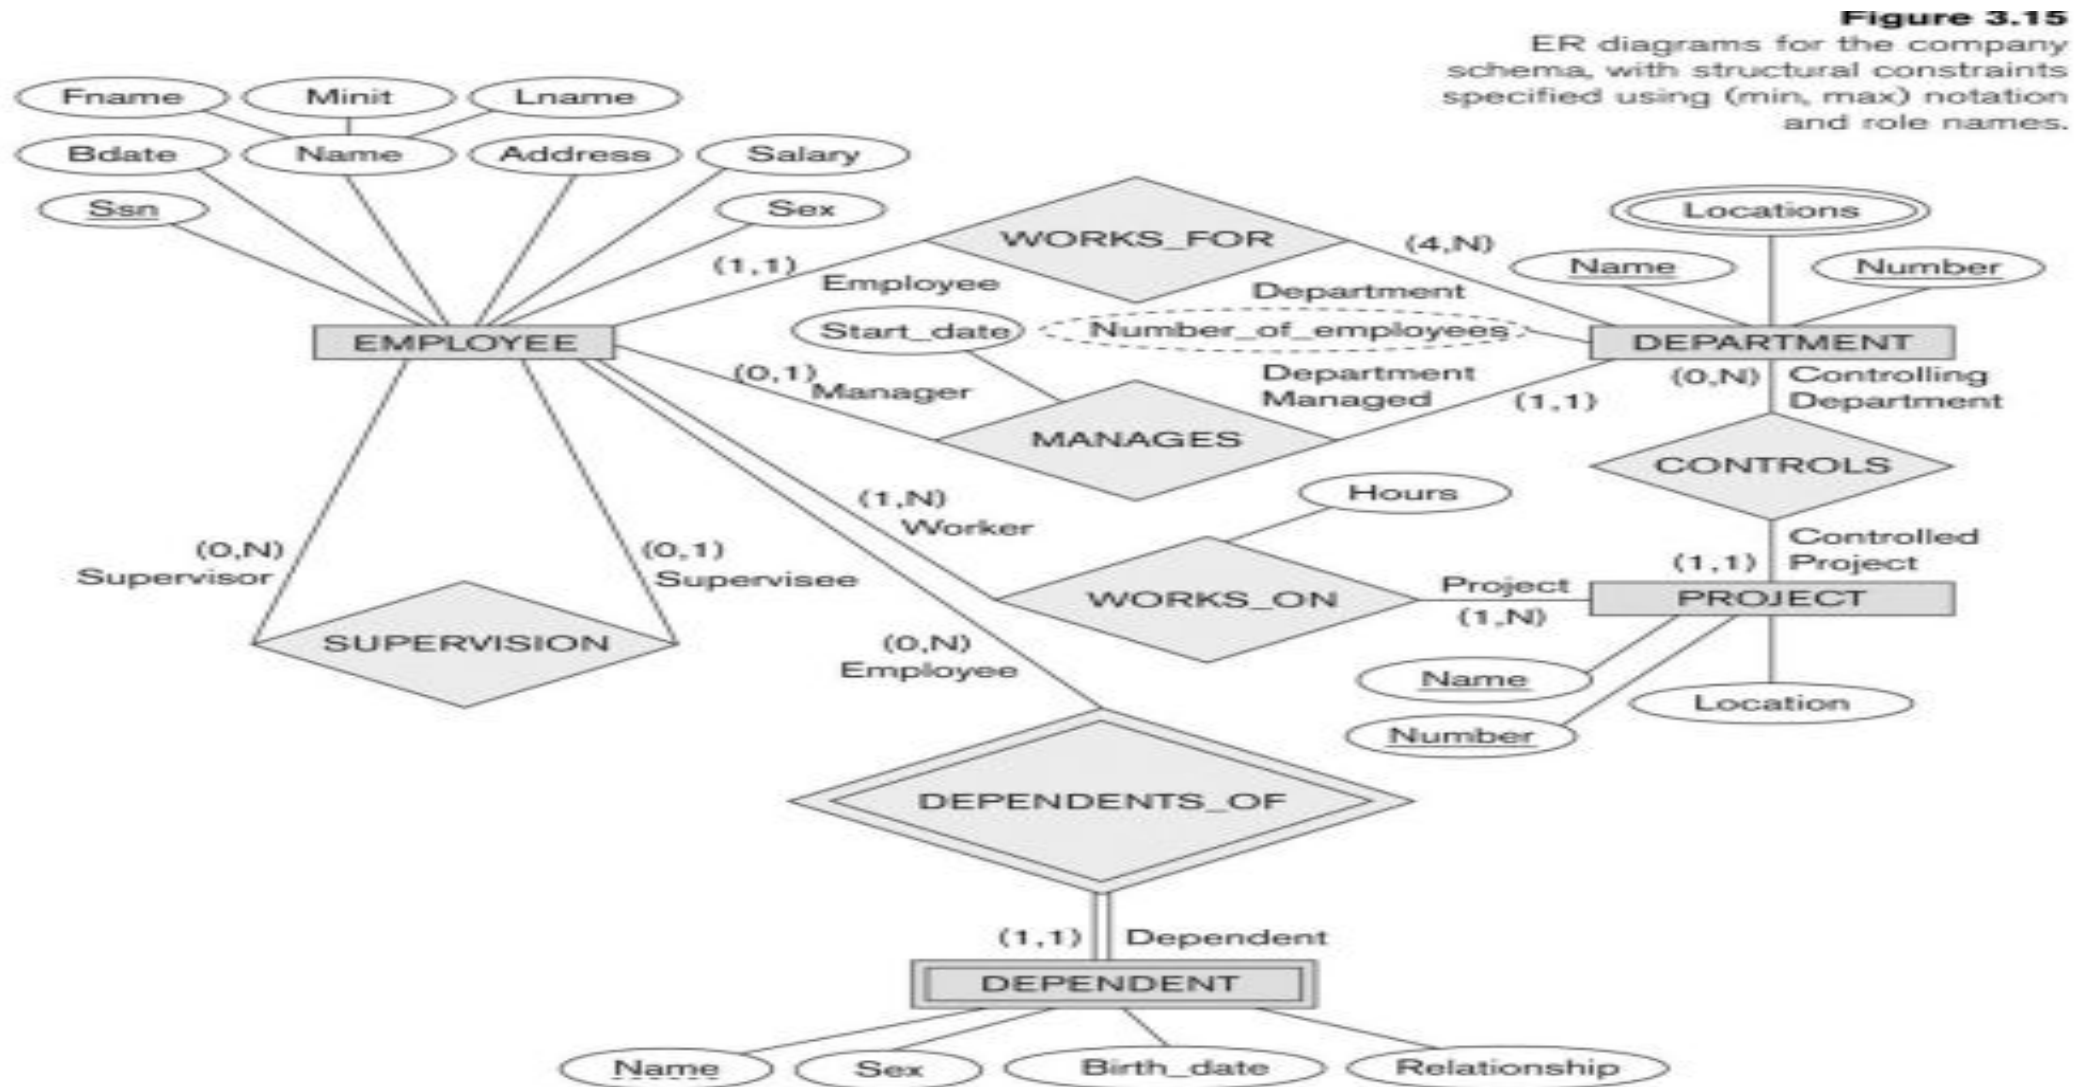 Figure 3.15
ER diagrams for the company
schema, with structural constraints
specified using (min, max) notation
and role names.
Fname
Minit
Lname
Bdate
Name
Address
Salary
Ssn
Sex
WORKS_FOR
(1,1)
Employee
(4,N)
Department
Locations
Name
Number
Start_date
Number_of_employees
EMPLOYEE
DEPARTMENT
(0,1)
Manager
Department
Managed
(1,1)
MANAGES
(0,N)
Controlling
Department
CONTROLS
Hours
(1,N)
Worker
(0,N)
Supervisor
(0,1)
Supervisee
Controlled
Project
(1,1)
WORKS_ON
Project
(1,N)
PROJECT
SUPERVISION
(0,N)
Employee
Name
Number
Location
DEPENDENTS_OF
(1,1)
Dependent
DEPENDENT
Name
Sex
Birth_date
Relationship